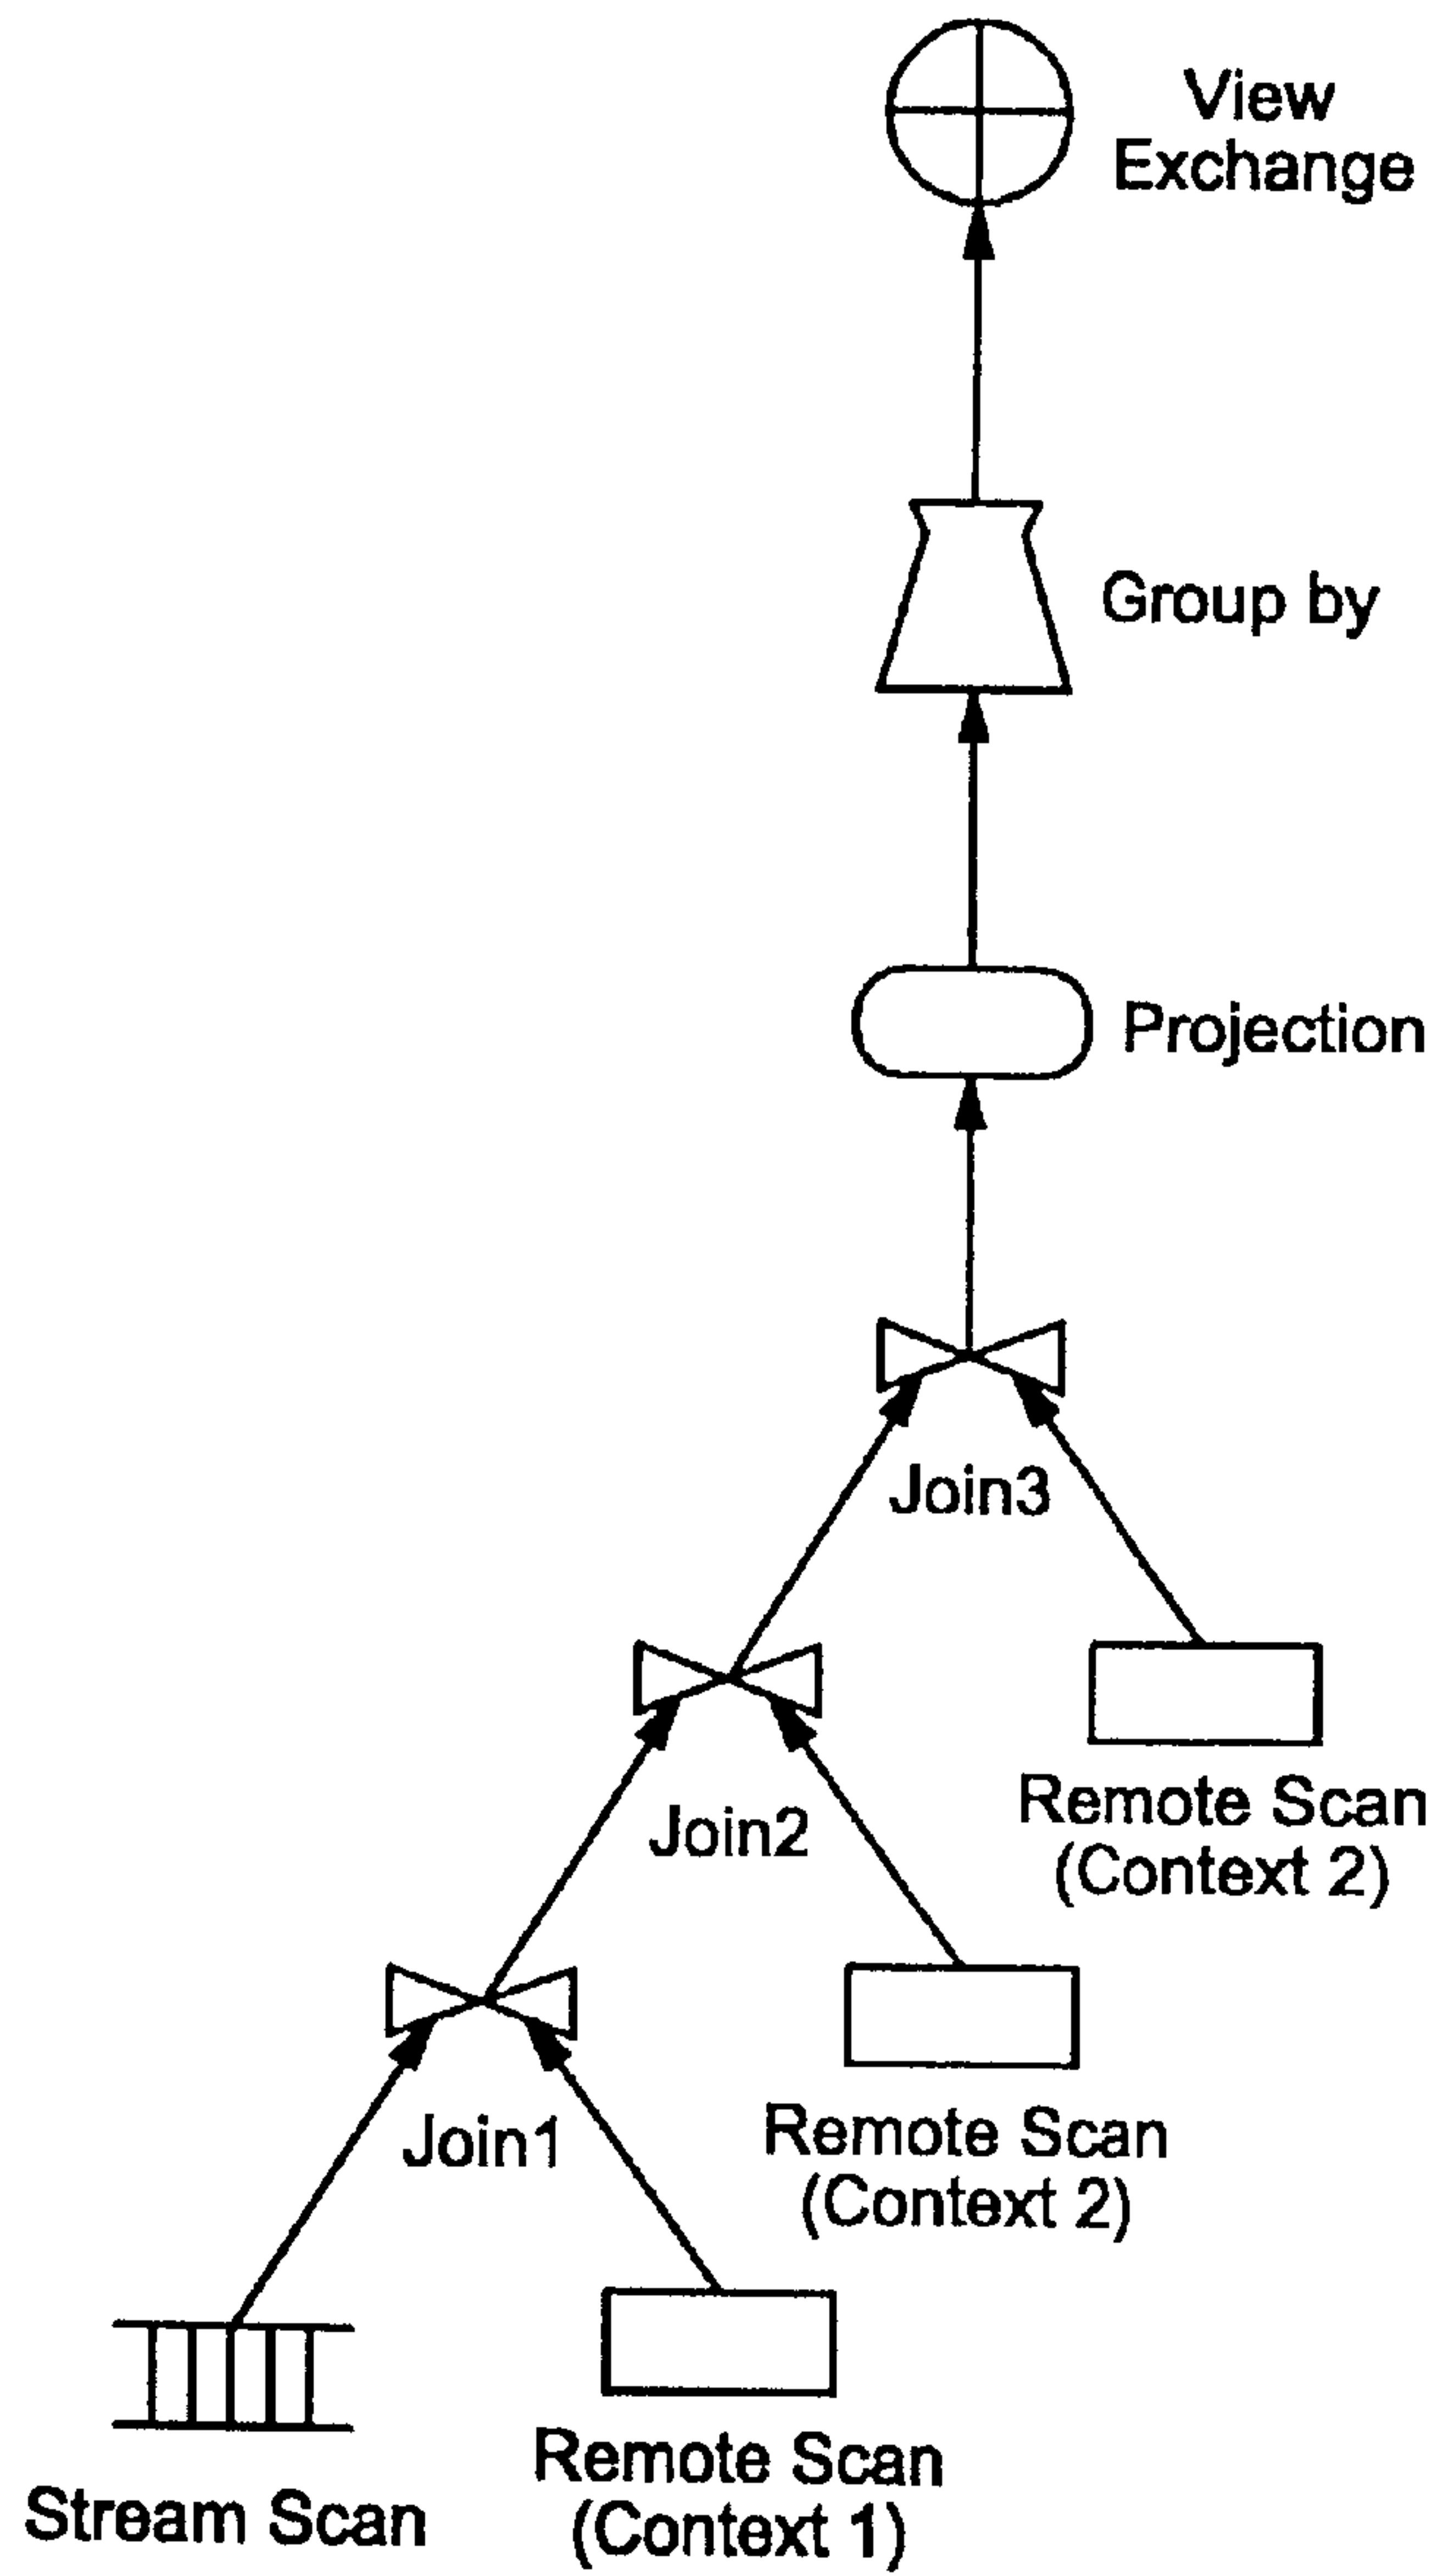 View
Exchange
Group by
Projection
Join3
Remote Scan
(Context 2)
Join2
Remote Scan
(Context 2)
Join1
Remote Scan
(Context 1)
Stream Scan